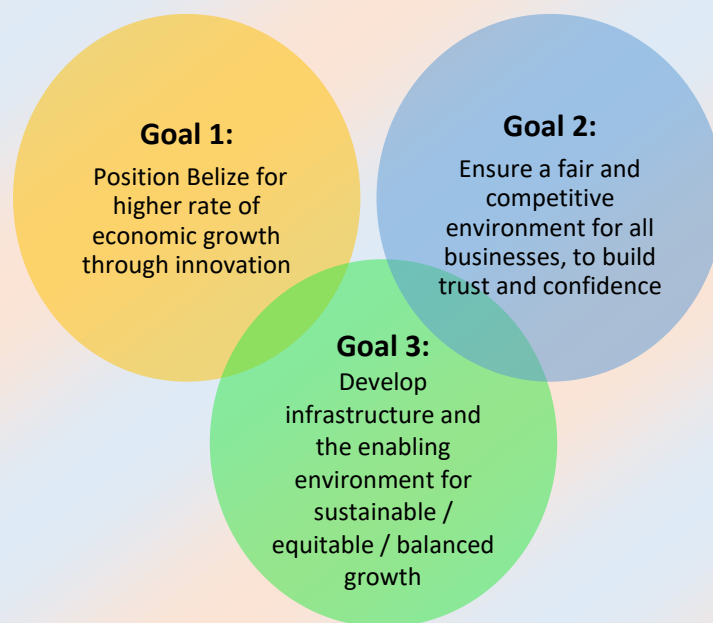 Goal 1:
Position Belize for
higher rate of
economic growth
through innovation
Goal 2:
Ensure a fair and
competitive
environment for all
businesses, to build
trust and confidence
Goal 3:
Develop
infrastructure and
the enabling
environment for
sustainable /
equitable / balanced
growth